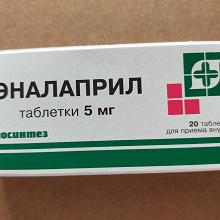 ЭНАЛАПРИЛ
таблетки 5 мг
20 табле
для приема вну
осинтез